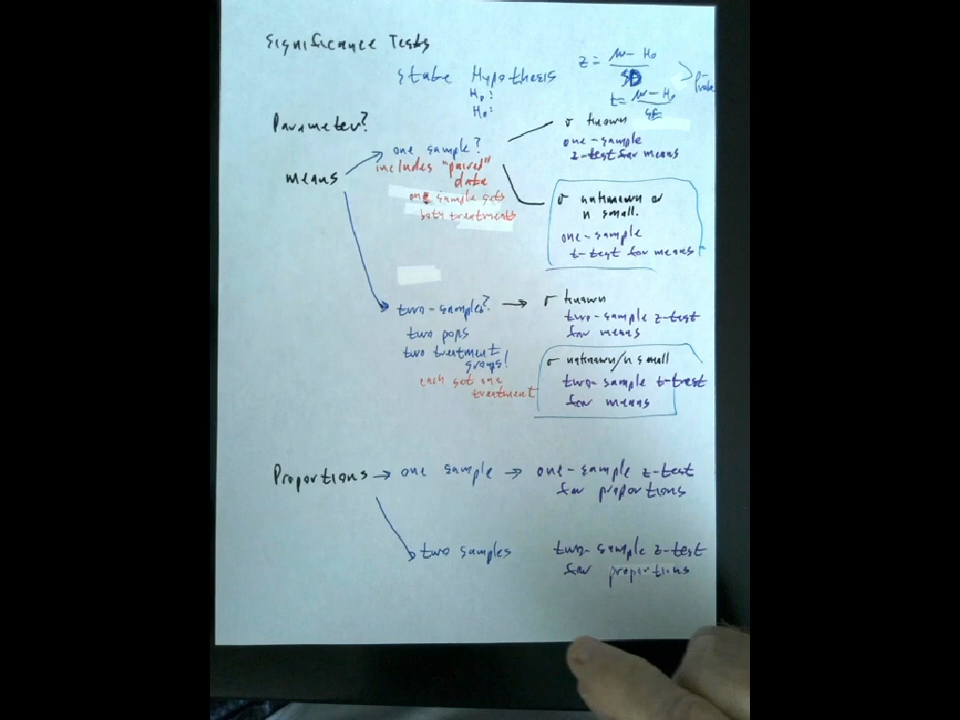 Significance Tests
State Hypothesis
H₀:
Hₐ:
z = μ - H₀ / SD
t = μ - H₀ / SE
Parameter?
means
one sample?
includes "paired"
data
one sample gets
both treatments
σ known
one-sample
z-test for means
σ unknown or
n small.
one-sample
t-test for means
two-samples?
two pops
two treatment
groups!
each get one
treatment
σ known
two-sample z-test
for means
σ unknown/n small
two-sample t-test
for means
Proportions → one sample → one-sample z-test
for proportions
two samples
two-sample z-test
for proportions